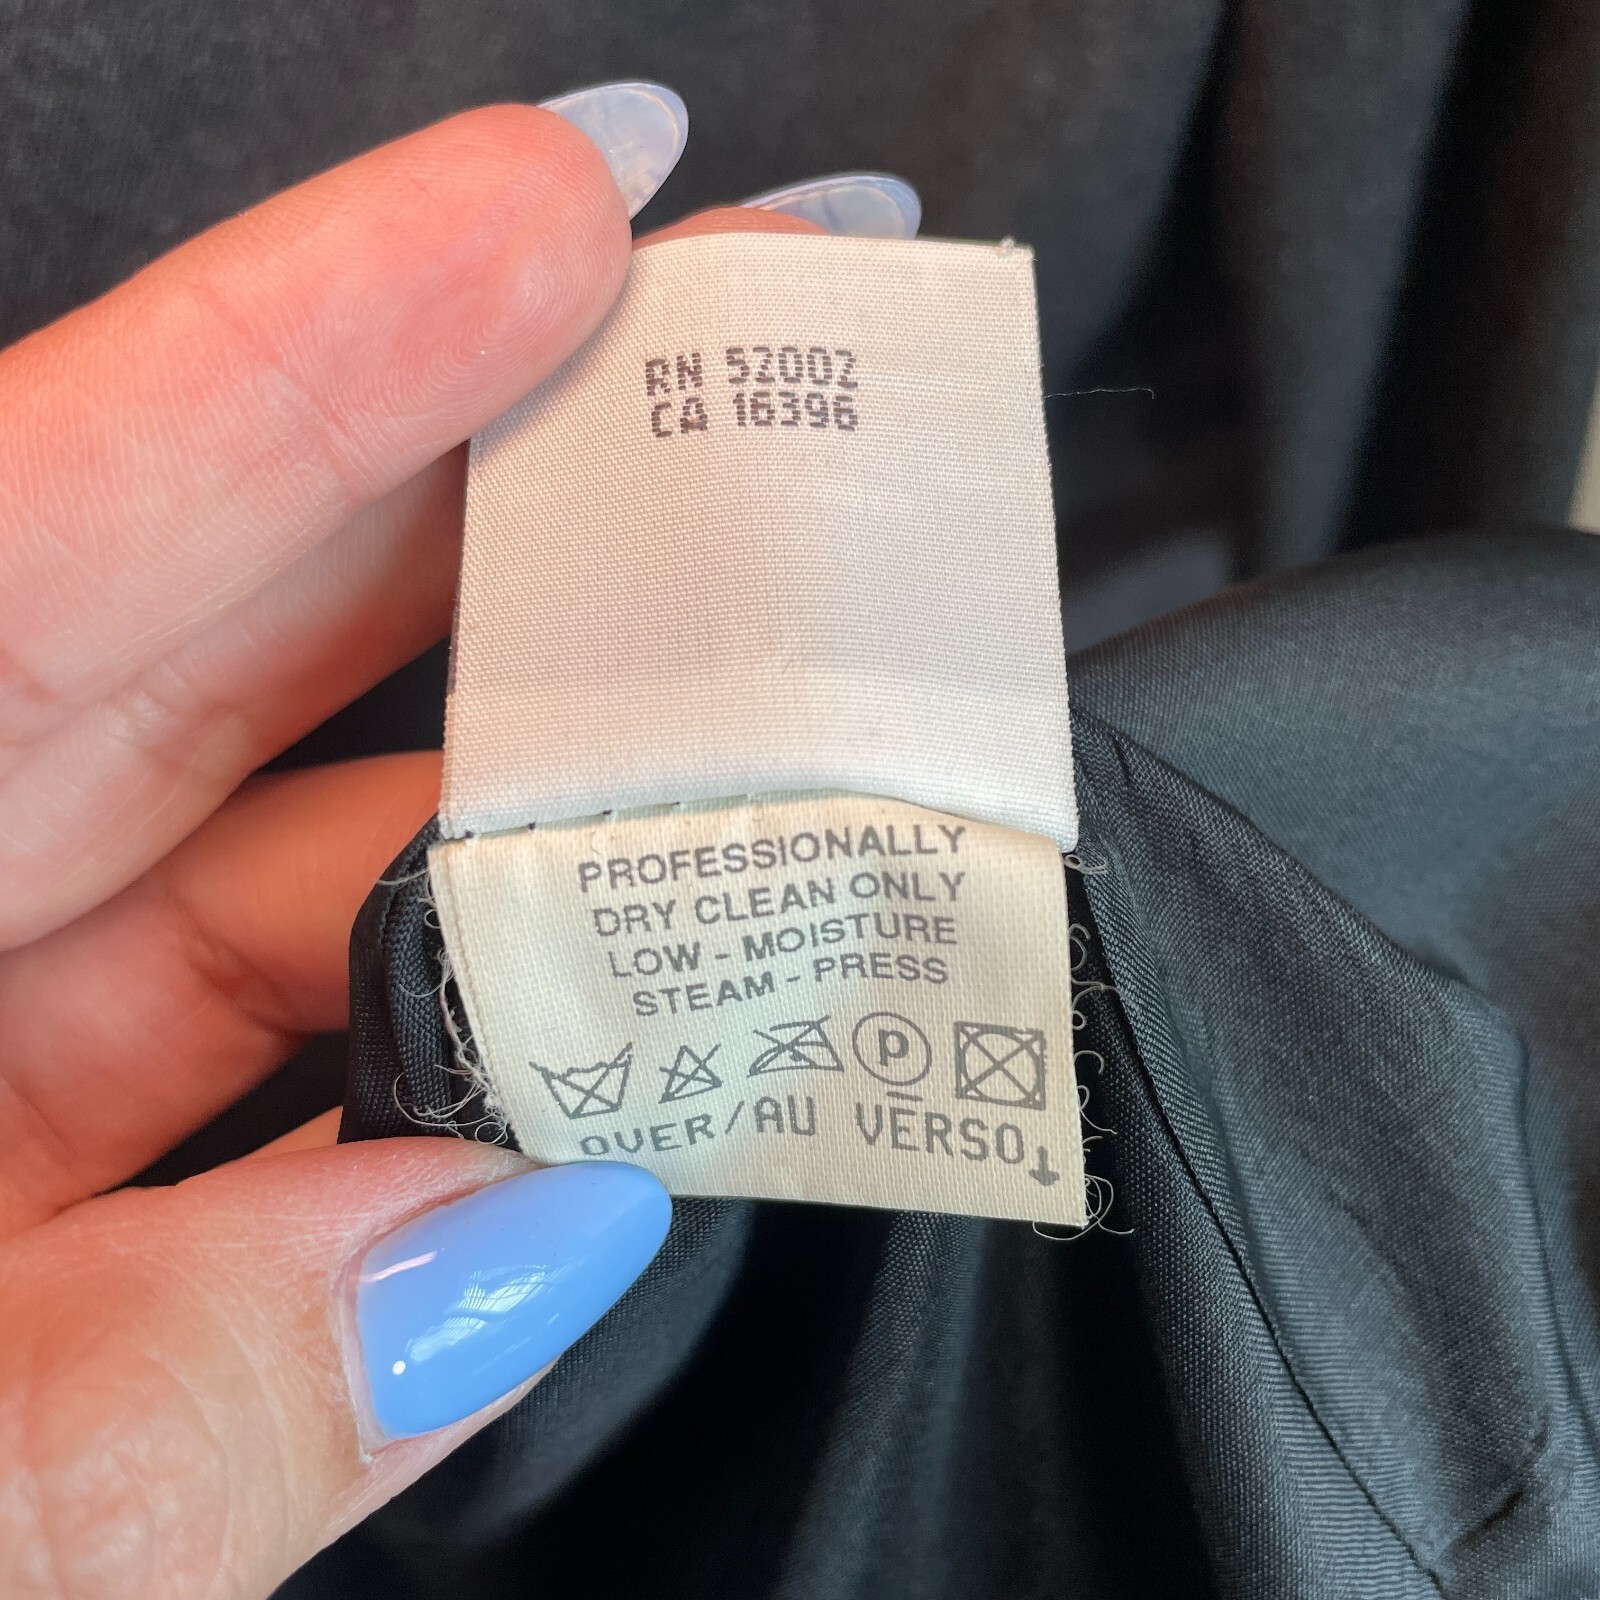 RN 52002
CA 16396
PROFESSIONALLY
DRY CLEAN ONLY
LOW - MOISTURE
STEAM - PRESS
P
OVER/AU VERSO